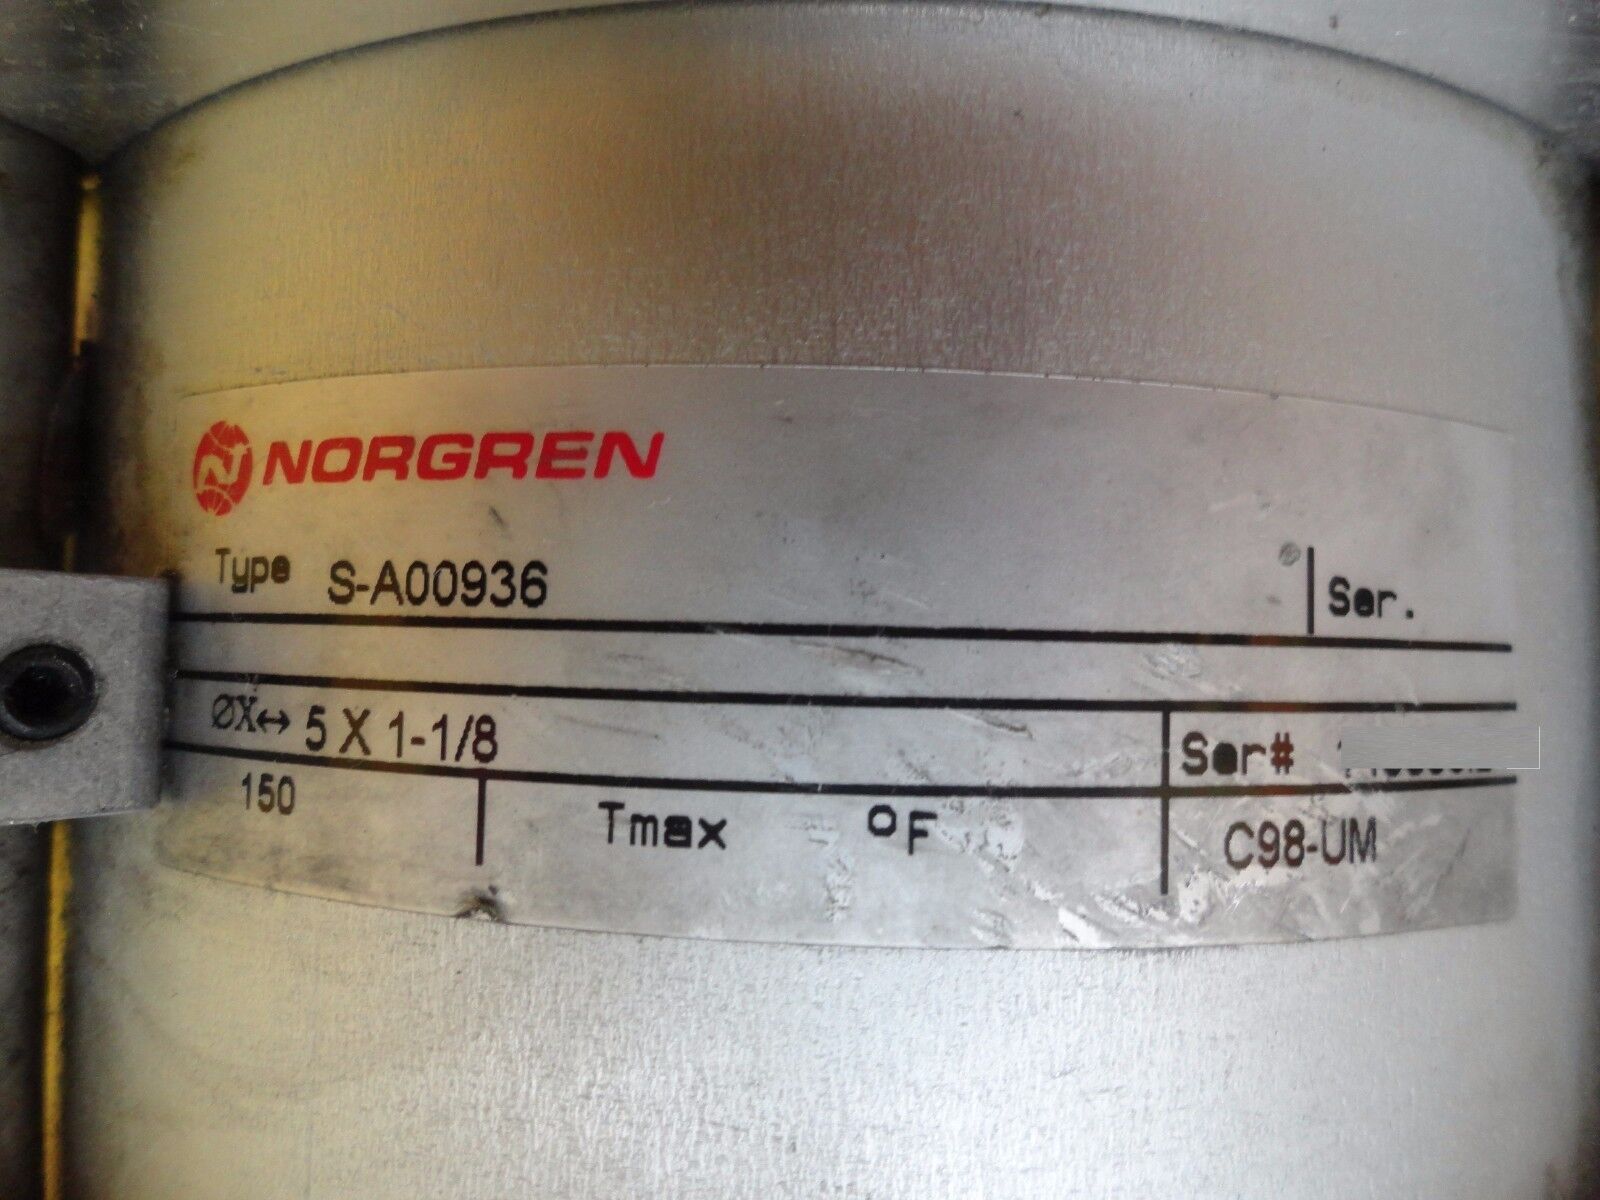 NORGREN
Type S-A00936 Ser.
ØX↔ 5 X 1-1/8 Ser#
150 Tmax °F C98-UM